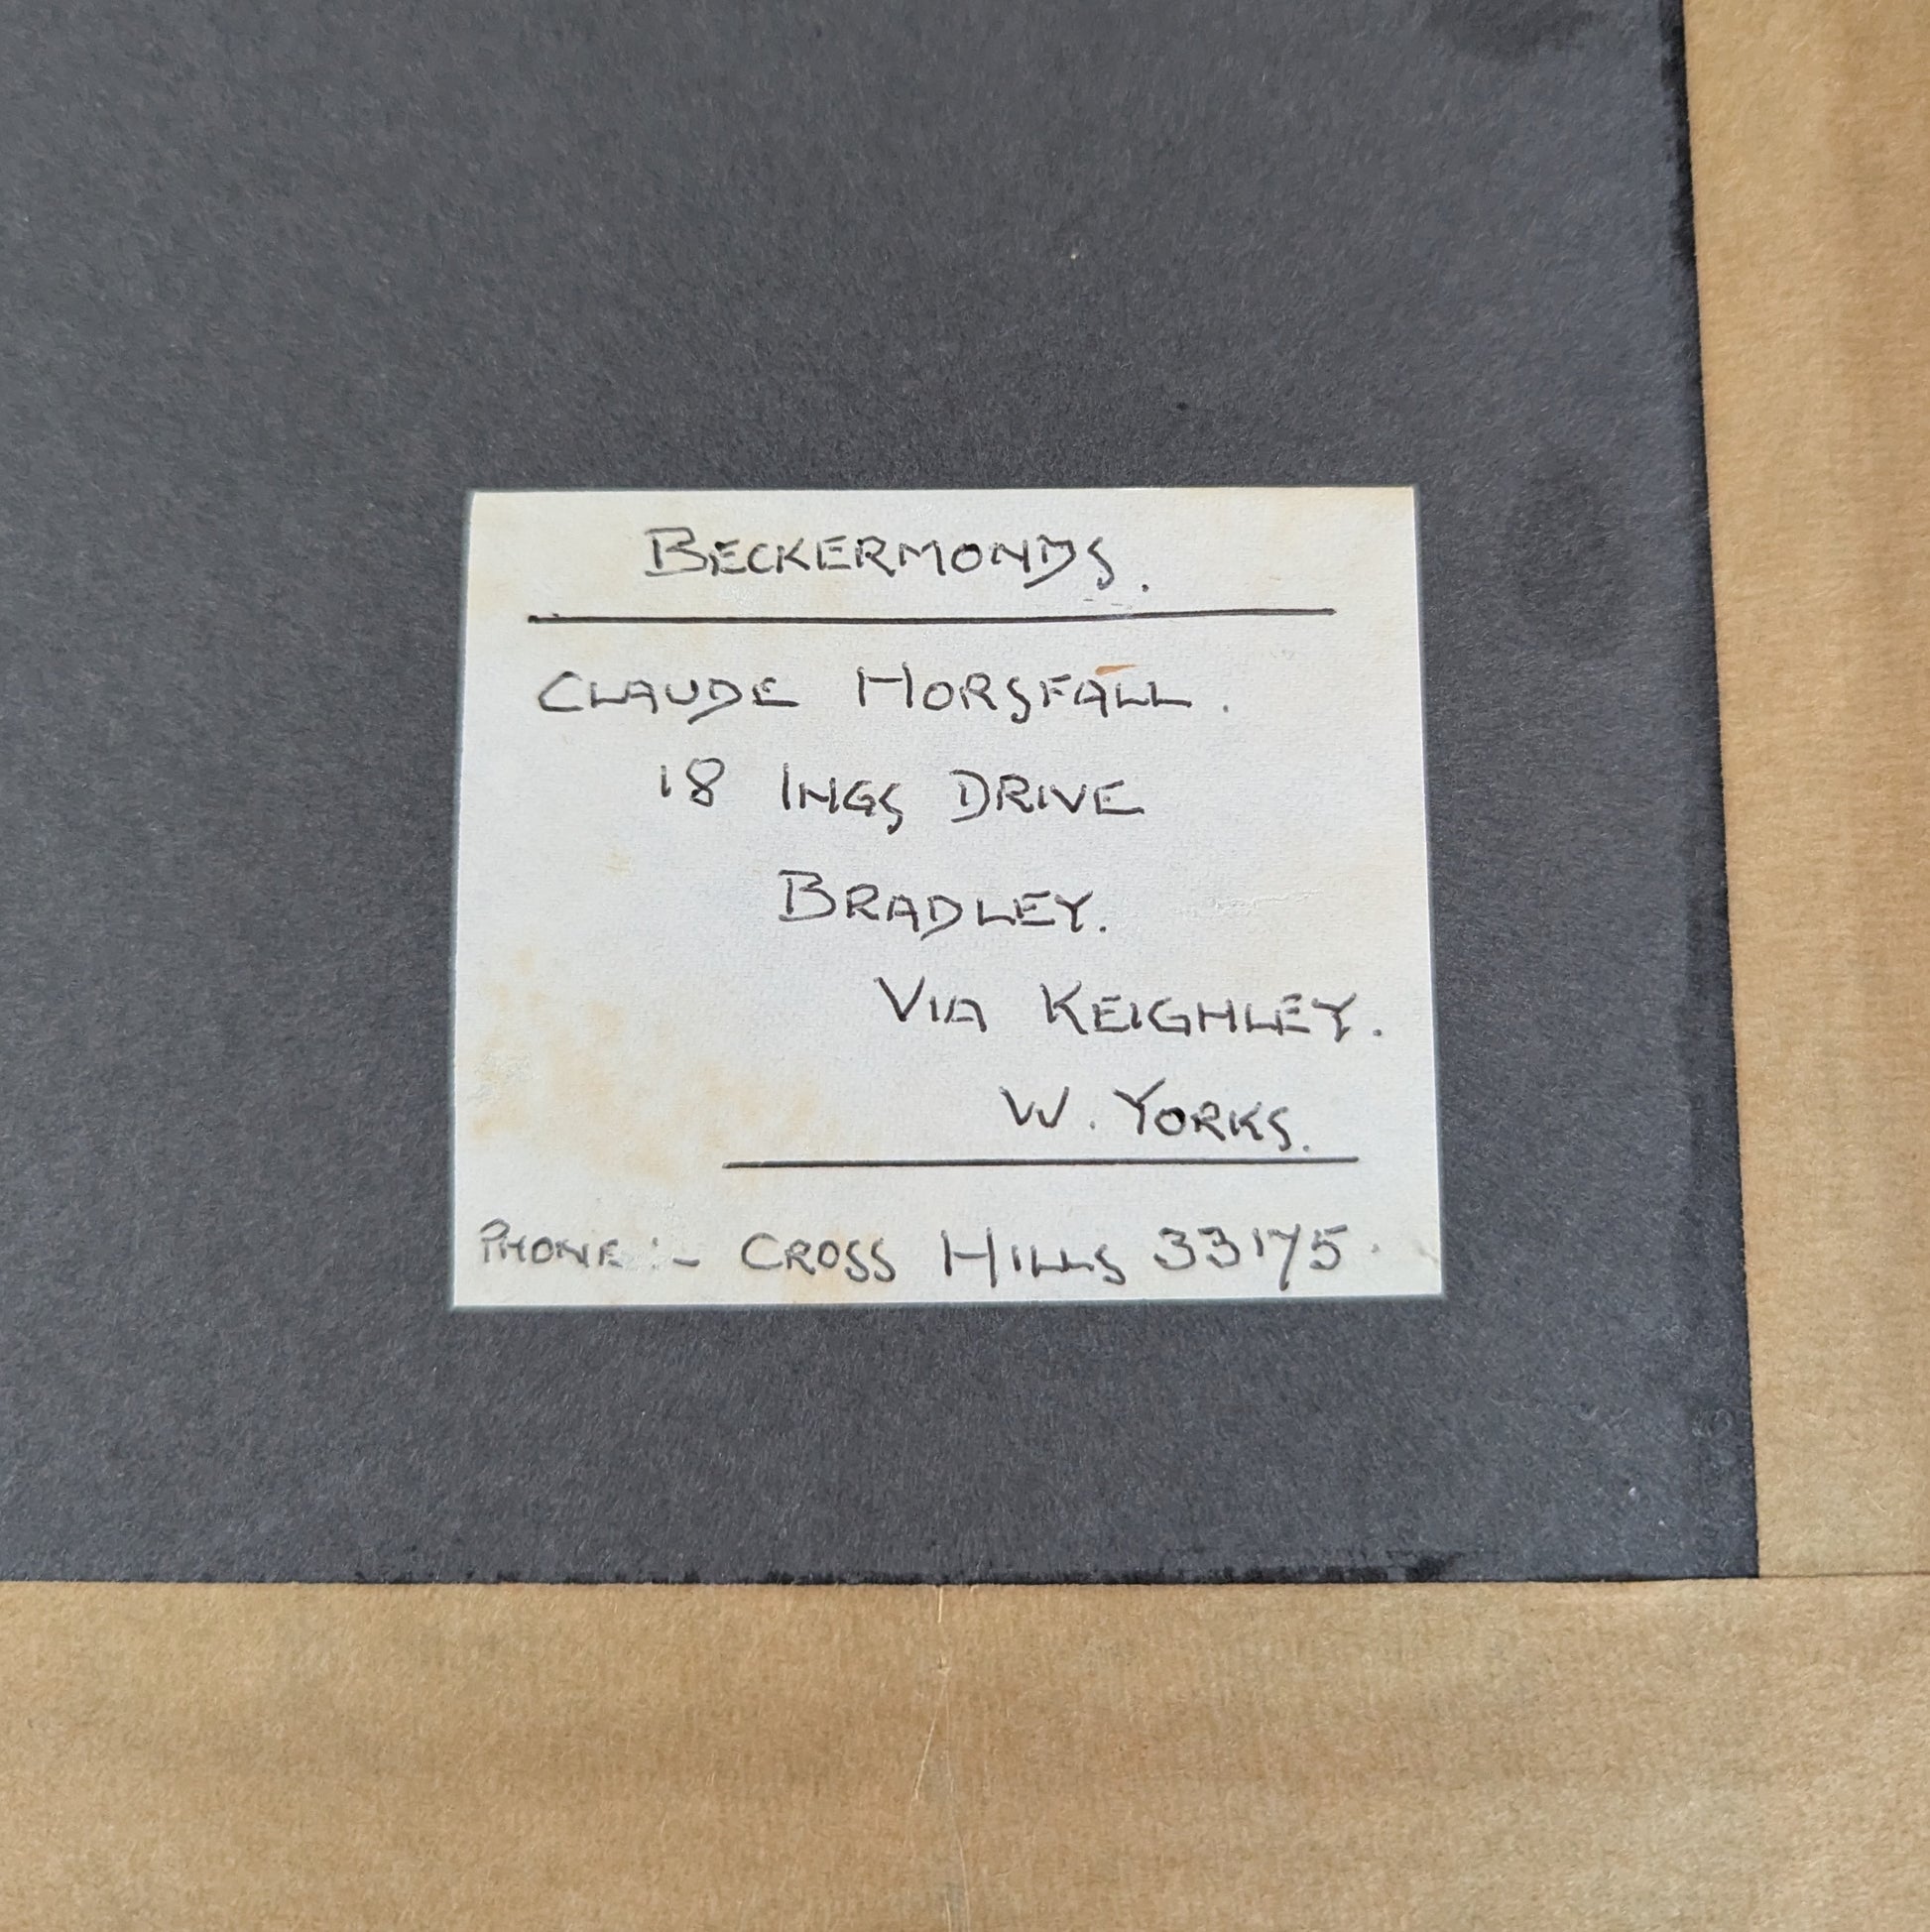 BECKERMONDS.
CLAUDE HORSFALL.
18 INGS DRIVE
BRADLEY.
VIA KEIGHLEY.
W. YORKS.
PHONE:- CROSS HILLS 33175.